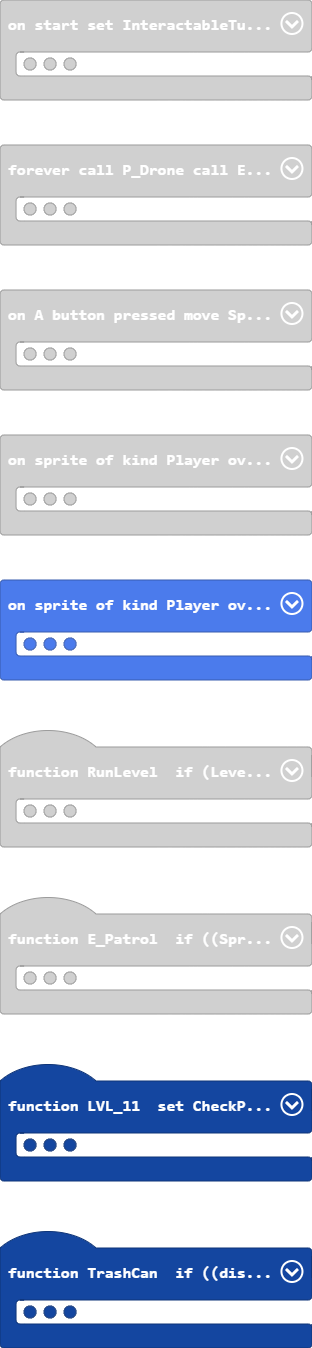 on start set InteractableTu...
forever call P_Drone call E...
on A button pressed move Sp...
on sprite of kind Player ov...
on sprite of kind Player ov...
function RunLevel  if (Leve...
function E_Patrol  if ((Spr...
function LVL_11  set CheckP...
function TrashCan  if ((dis...